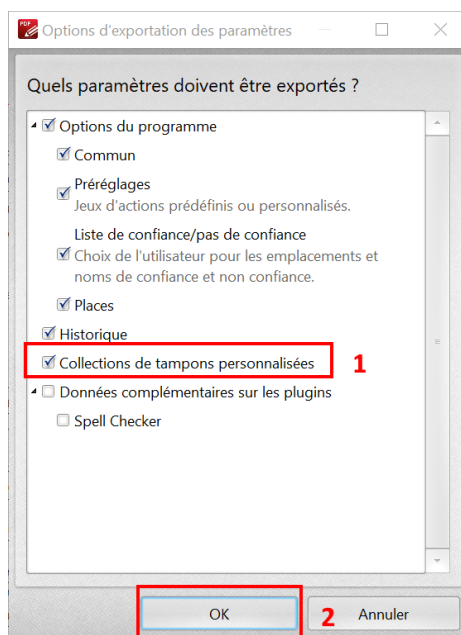 PDF
Options d'exportation des paramètres
Quels paramètres doivent être exportés ?
Options du programme
Commun
Préréglages
Jeux d'actions prédéfinis ou personnalisés.
Liste de confiance/pas de confiance
Choix de l'utilisateur pour les emplacements et
noms de confiance et non confiance.
Places
Historique
Collections de tampons personnalisées 1
Données complémentaires sur les plugins
Spell Checker
OK 2 Annuler